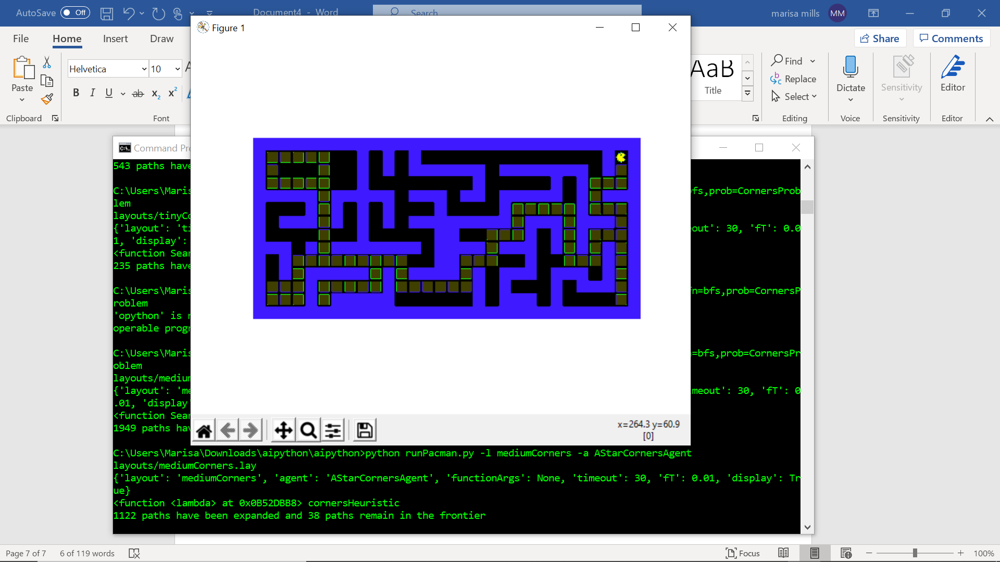 AutoSave Off Document4 - Word Search marisa mills MM
Figure 1
File Home Insert Draw Share Comments
Helvetica 10 A AaB Find
Paste Title Replace
B I U ab x2 x2 Select Dictate Sensitivity Editor
Clipboard Font Editing Voice Sensitivity Editor
C:\. Command Pr
543 paths have
C:\Users\Maris fs,prob=CornersProb
lem
layouts/tinyCo
{'layout': 'ti out': 30, 'fT': 0.0
1, 'display':
<function Sear
235 paths have
C:\Users\Maris n=bfs,prob=CornersP
roblem
'opython' is n
operable progr
C:\Users\Maris =bfs,prob=CornersPr
oblem
layouts/medium
{'layout': 'me meout': 30, 'fT': 0
.01, 'display'
<function Sear
1949 paths hav
x=264.3 y=60.9
[0]
C:\Users\Marisa\Downloads\aipython\aipython>python runPacman.py -l mediumCorners -a AStarCornersAgent
layouts/mediumCorners.lay
{'layout': 'mediumCorners', 'agent': 'AStarCornersAgent', 'functionArgs': None, 'timeout': 30, 'fT': 0.01, 'display': Tr
ue}
<function <lambda> at 0x0B52DBB8> cornersHeuristic
1122 paths have been expanded and 38 paths remain in the frontier
Page 7 of 7 6 of 119 words Focus 100%